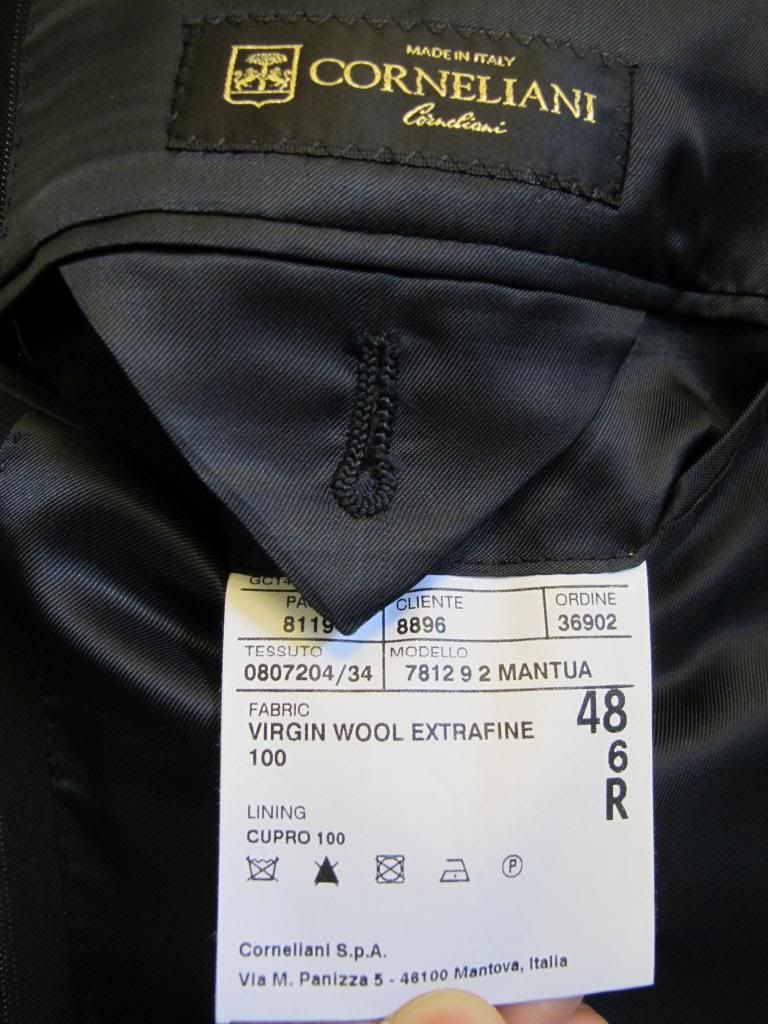 MADE IN ITALY
CORNELIANI
Corneliani
CLIENTE ORDINE
8119 8896 36902
TESSUTO MODELLO
0807204/34 7812 9 2 MANTUA
FABRIC 48
VIRGIN WOOL EXTRAFINE
100 6
R
LINING
CUPRO 100
P
Corneliani S.p.A.
Via M. Panizza 5 - 46100 Mantova, Italia